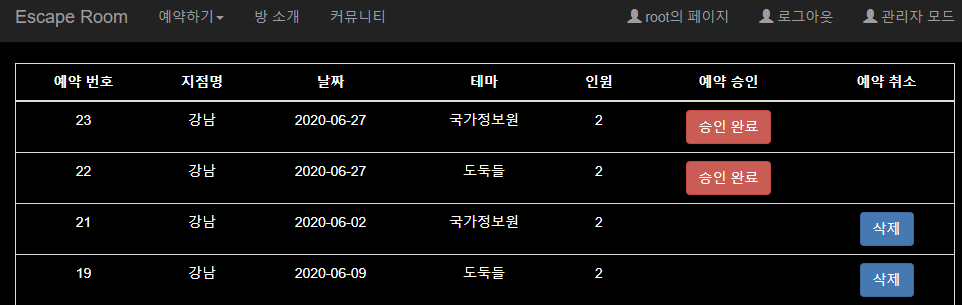 Escape Room 예약하기 방 소개 커뮤니티 root의 페이지 로그아웃 관리자 모드
예약 번호 지점명 날짜 테마 인원 예약 승인 예약 취소
23 강남 2020-06-27 국가정보원 2 승인 완료
22 강남 2020-06-27 도둑들 2 승인 완료
21 강남 2020-06-02 국가정보원 2 삭제
19 강남 2020-06-09 도둑들 2 삭제